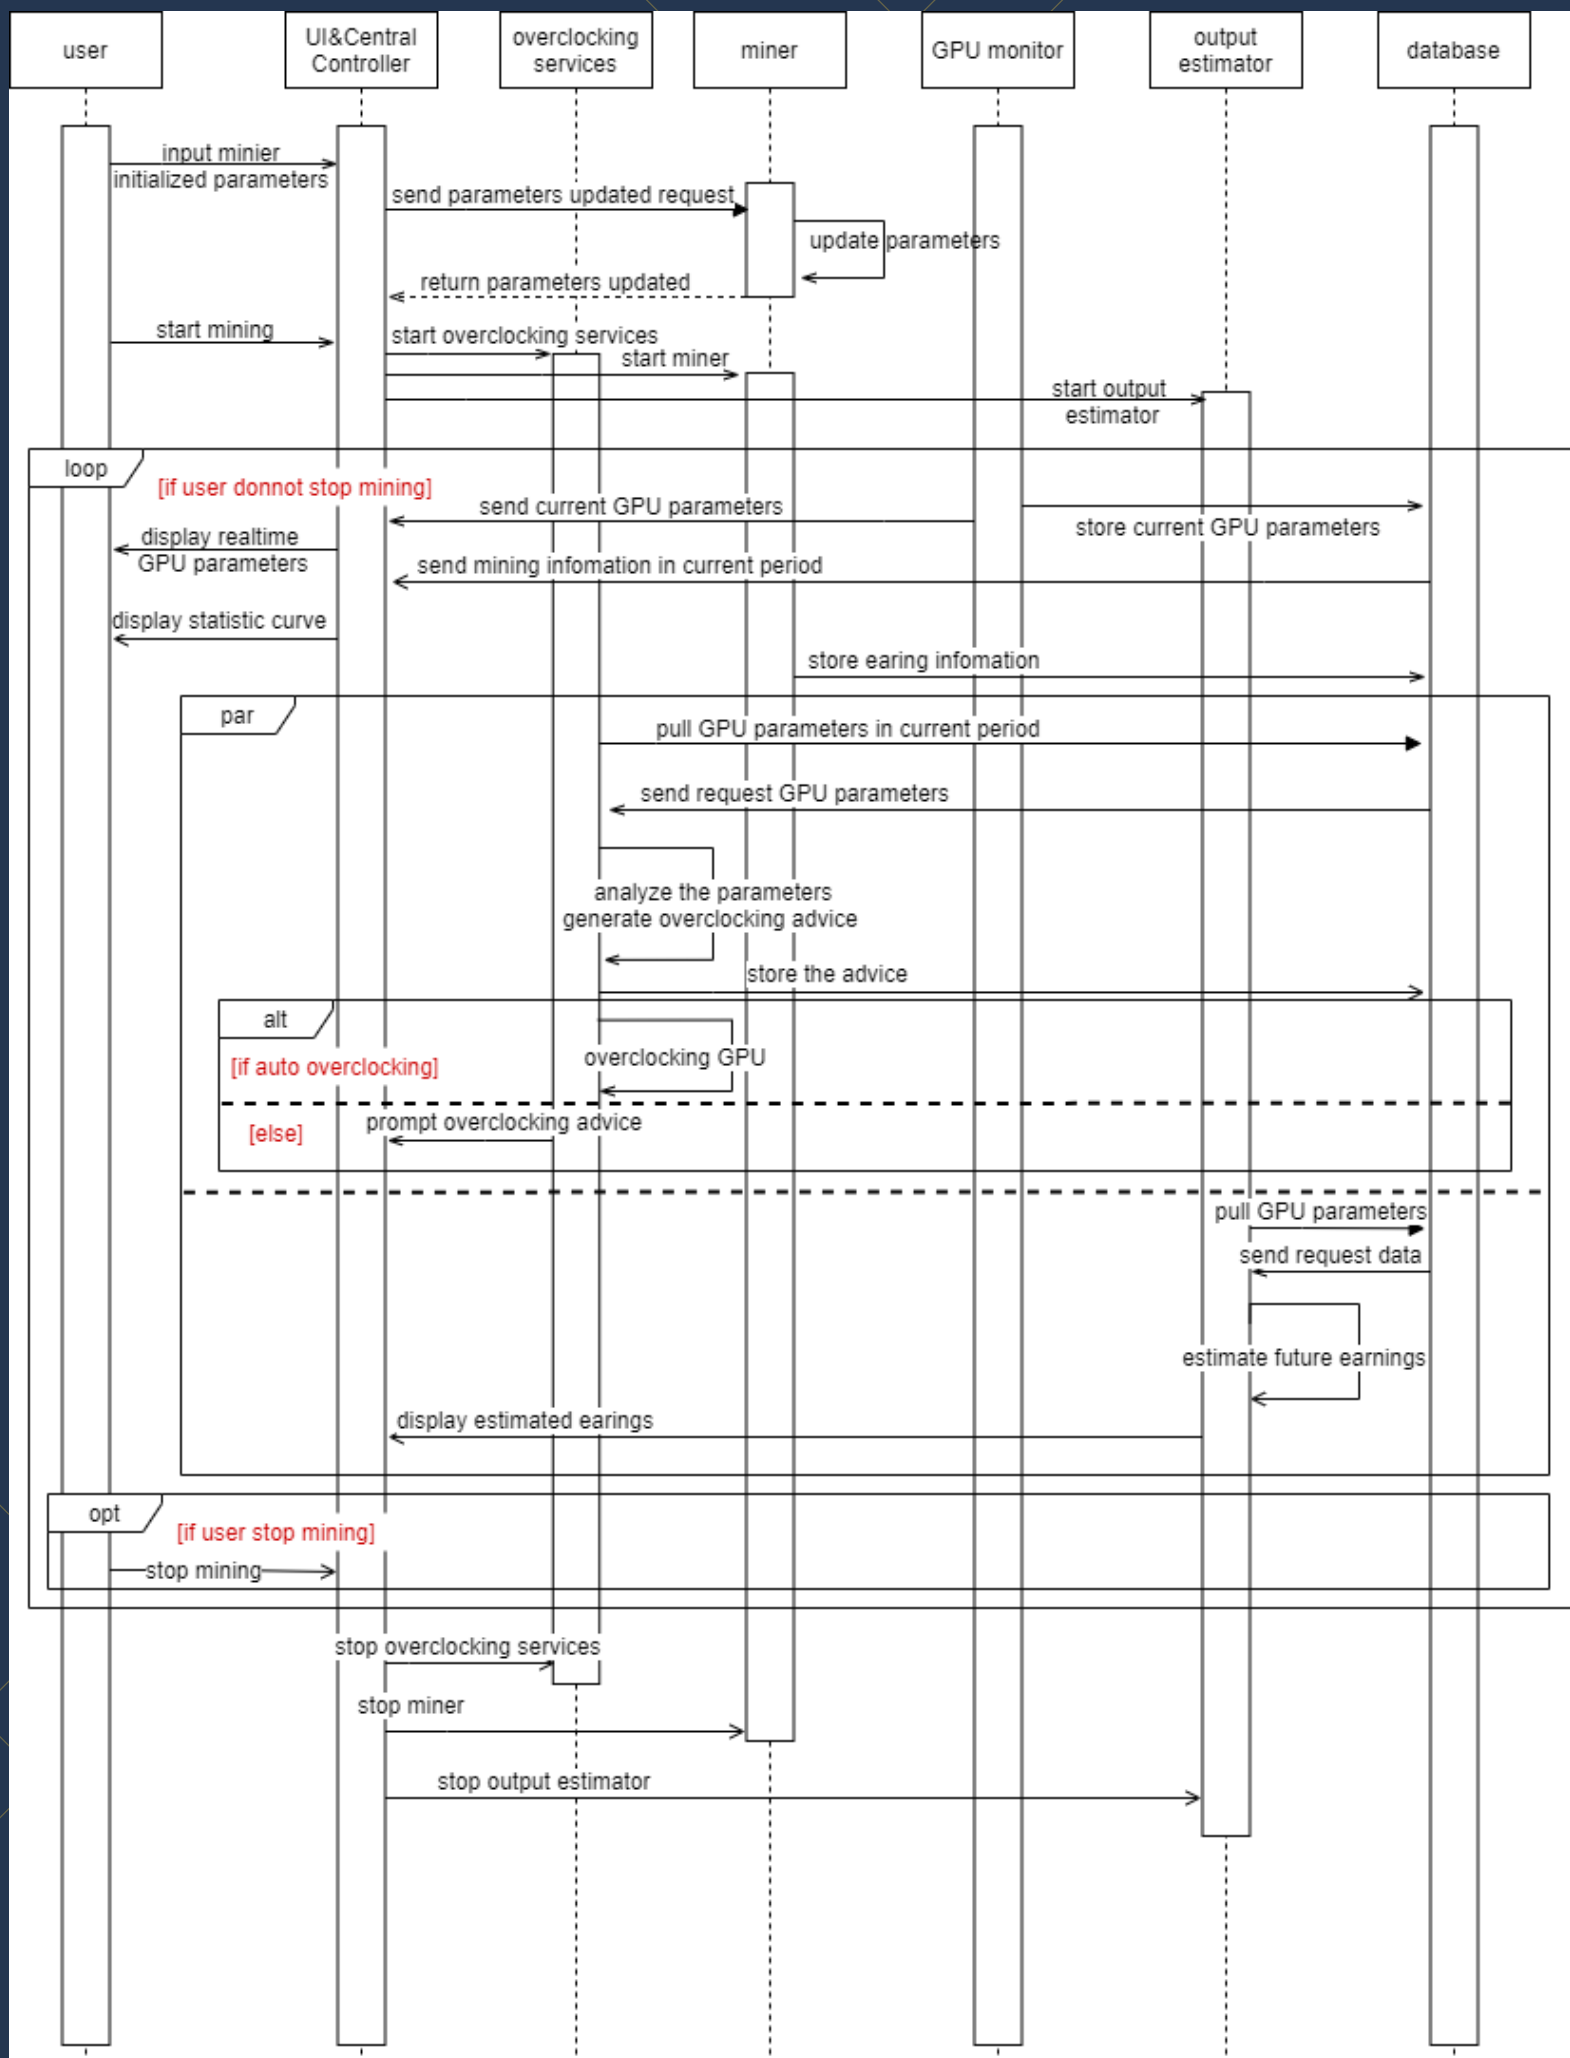 user
UI&Central
Controller
overclocking
services
miner
GPU monitor
output
estimator
database
input minier
initialized parameters
send parameters updated request
update parameters
return parameters updated
start mining
start overclocking services
start miner
start output
estimator
loop
[if user donnot stop mining]
send current GPU parameters
store current GPU parameters
display realtime
GPU parameters
send mining infomation in current period
display statistic curve
store earing infomation
par
pull GPU parameters in current period
send request GPU parameters
analyze the parameters
generate overclocking advice
store the advice
alt
overclocking GPU
[if auto overclocking]
prompt overclocking advice
[else]
pull GPU parameters
send request data
estimate future earnings
display estimated earings
opt
[if user stop mining]
stop mining
stop overclocking services
stop miner
stop output estimator